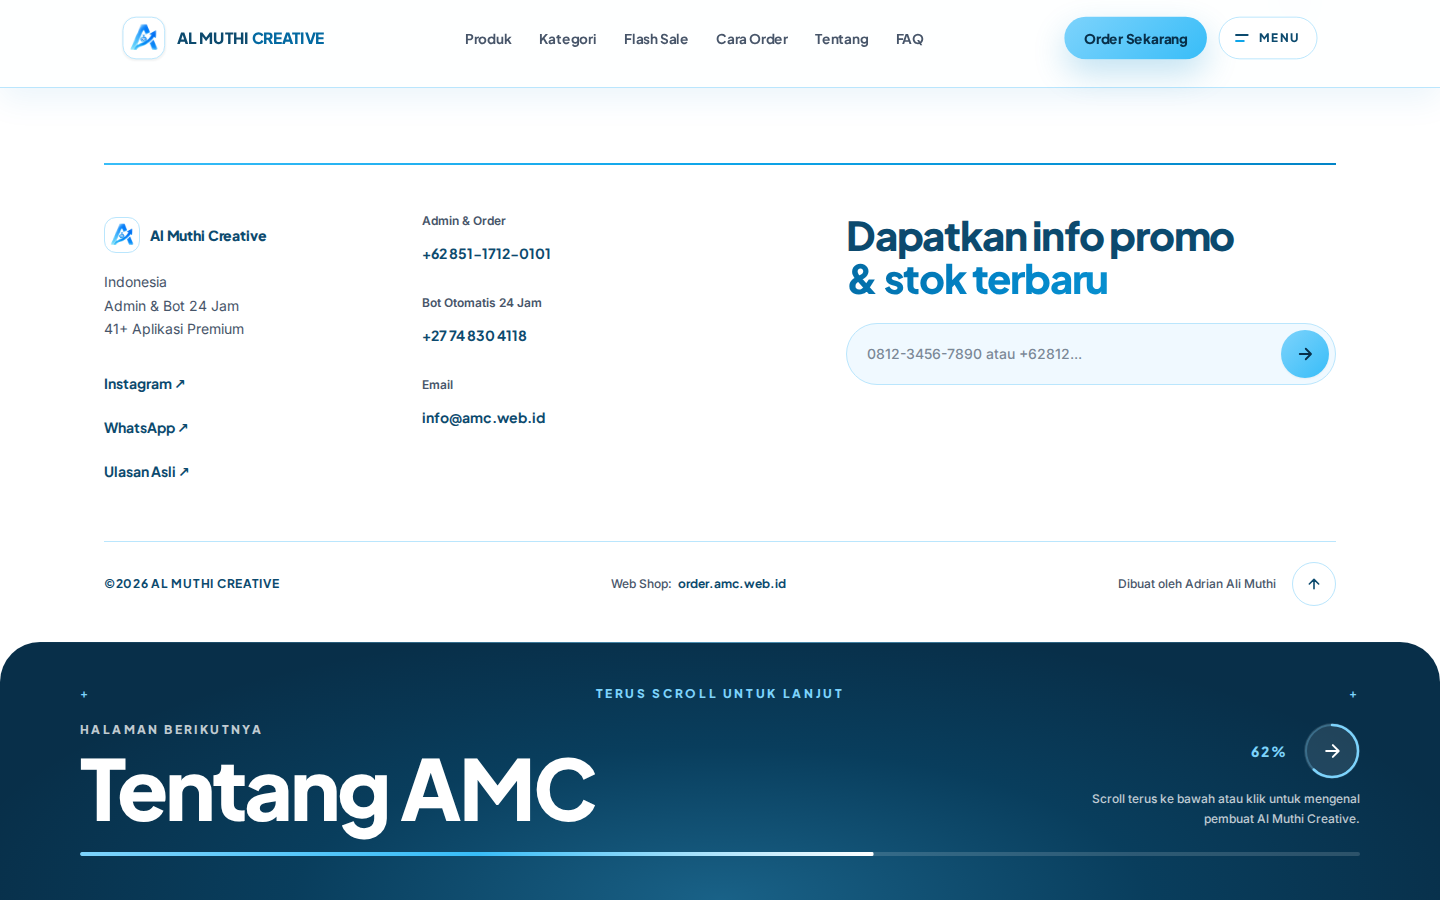 AL MUTHI CREATIVE
Produk
Kategori
Flash Sale
Cara Order
Tentang
FAQ
Order Sekarang
MENU
Al Muthi Creative
Indonesia
Admin & Bot 24 Jam
41+ Aplikasi Premium
Instagram ↗
WhatsApp ↗
Ulasan Asli ↗
Admin & Order
+62 851-1712-0101
Bot Otomatis 24 Jam
+27 74 830 4118
Email
info@amc.web.id
Dapatkan info promo
& stok terbaru
0812-3456-7890 atau +62812...
©2026 AL MUTHI CREATIVE
Web Shop: order.amc.web.id
Dibuat oleh Adrian Ali Muthi
+
TERUS SCROLL UNTUK LANJUT
+
HALAMAN BERIKUTNYA
Tentang AMC
62%
Scroll terus ke bawah atau klik untuk mengenal
pembuat Al Muthi Creative.